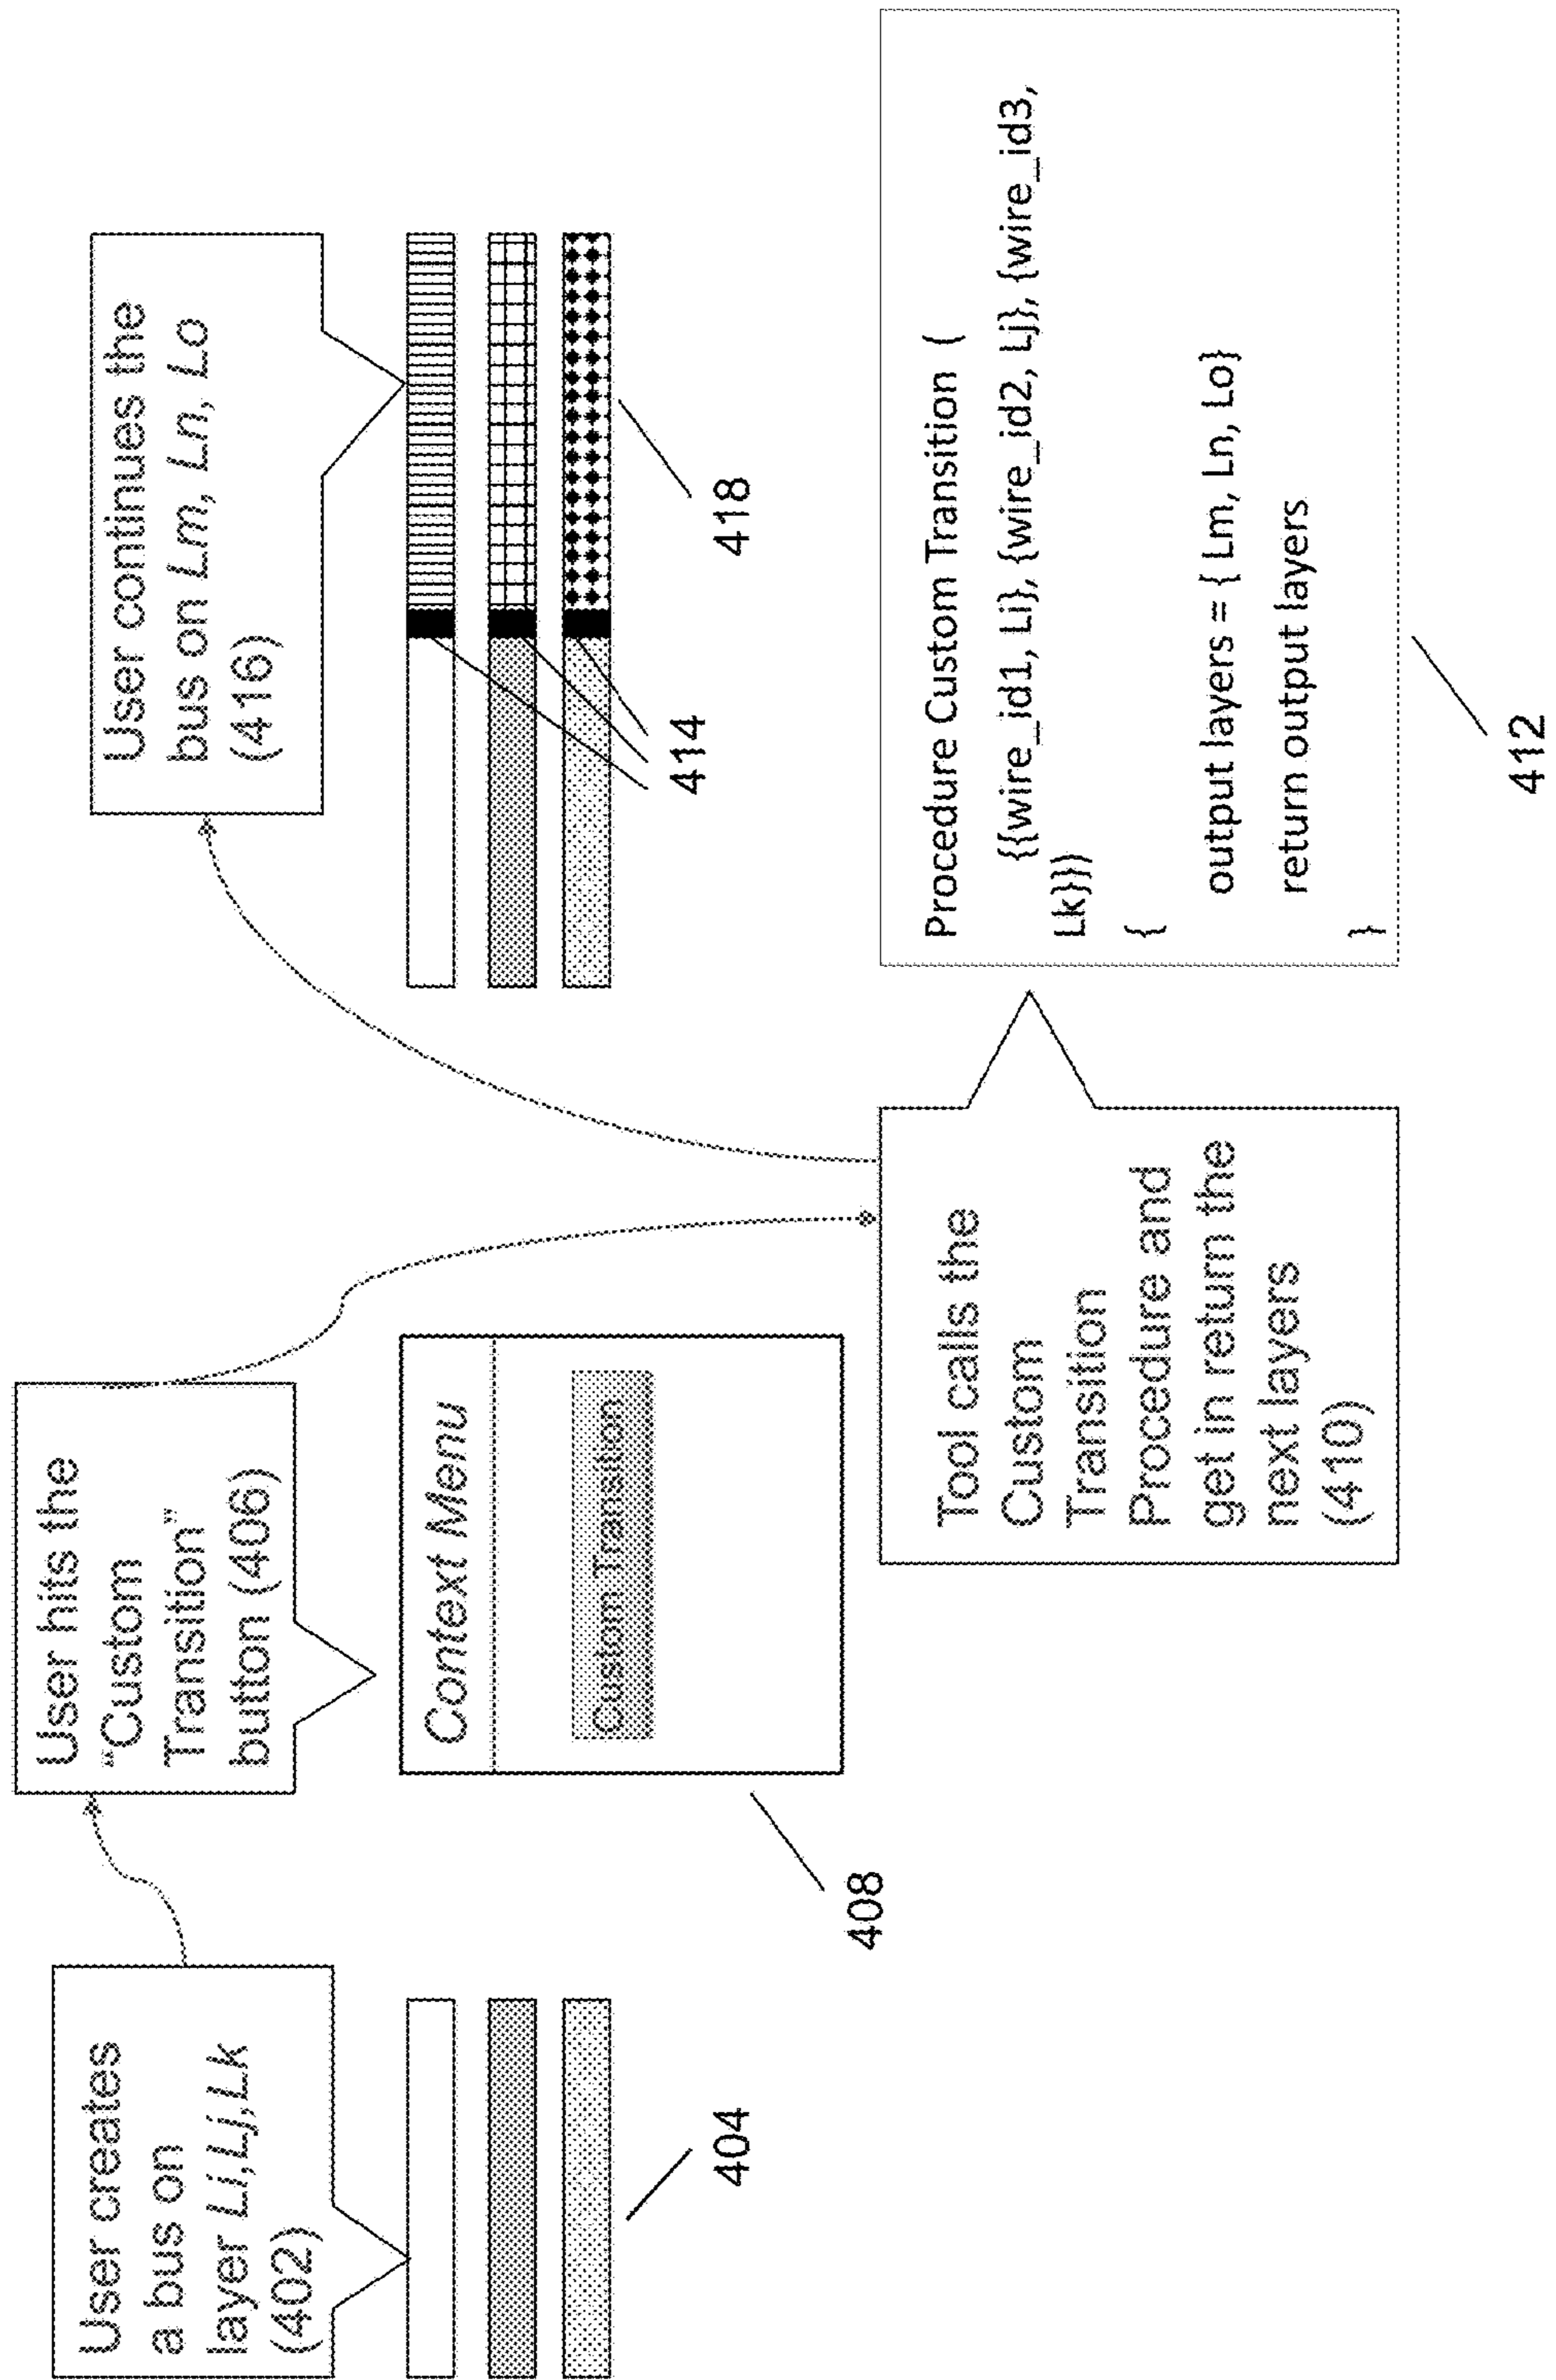 User creates
a bus on
layer Li,Lj,Lk
(402)
404
User hits the
“Custom
Transition”
button (406)
Context Menu
Custom Transition
408
Tool calls the
Custom
Transition
Procedure and
get in return the
next layers
(410)
Procedure Custom Transition (
{{wire_id1, Li}, {wire_id2, Lj}, {wire_id3,
Lk}})
{
output layers = { Lm, Ln, Lo}
return output layers
}
412
User continues the
bus on Lm, Ln, Lo
(416)
414
418